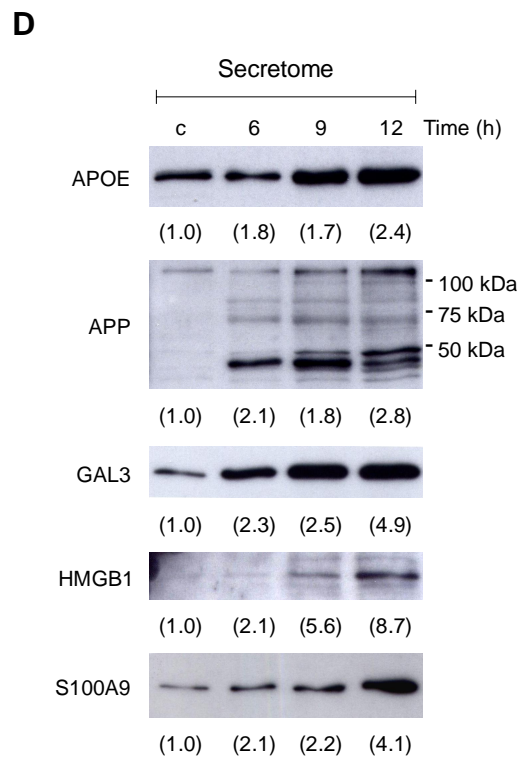 D
Secretome
c 6 9 12 Time (h)
APOE
(1.0) (1.8) (1.7) (2.4)
100 kDa
75 kDa
APP
50 kDa
(1.0) (2.1) (1.8) (2.8)
GAL3
(1.0) (2.3) (2.5) (4.9)
HMGB1
(1.0) (2.1) (5.6) (8.7)
S100A9
(1.0) (2.1) (2.2) (4.1)